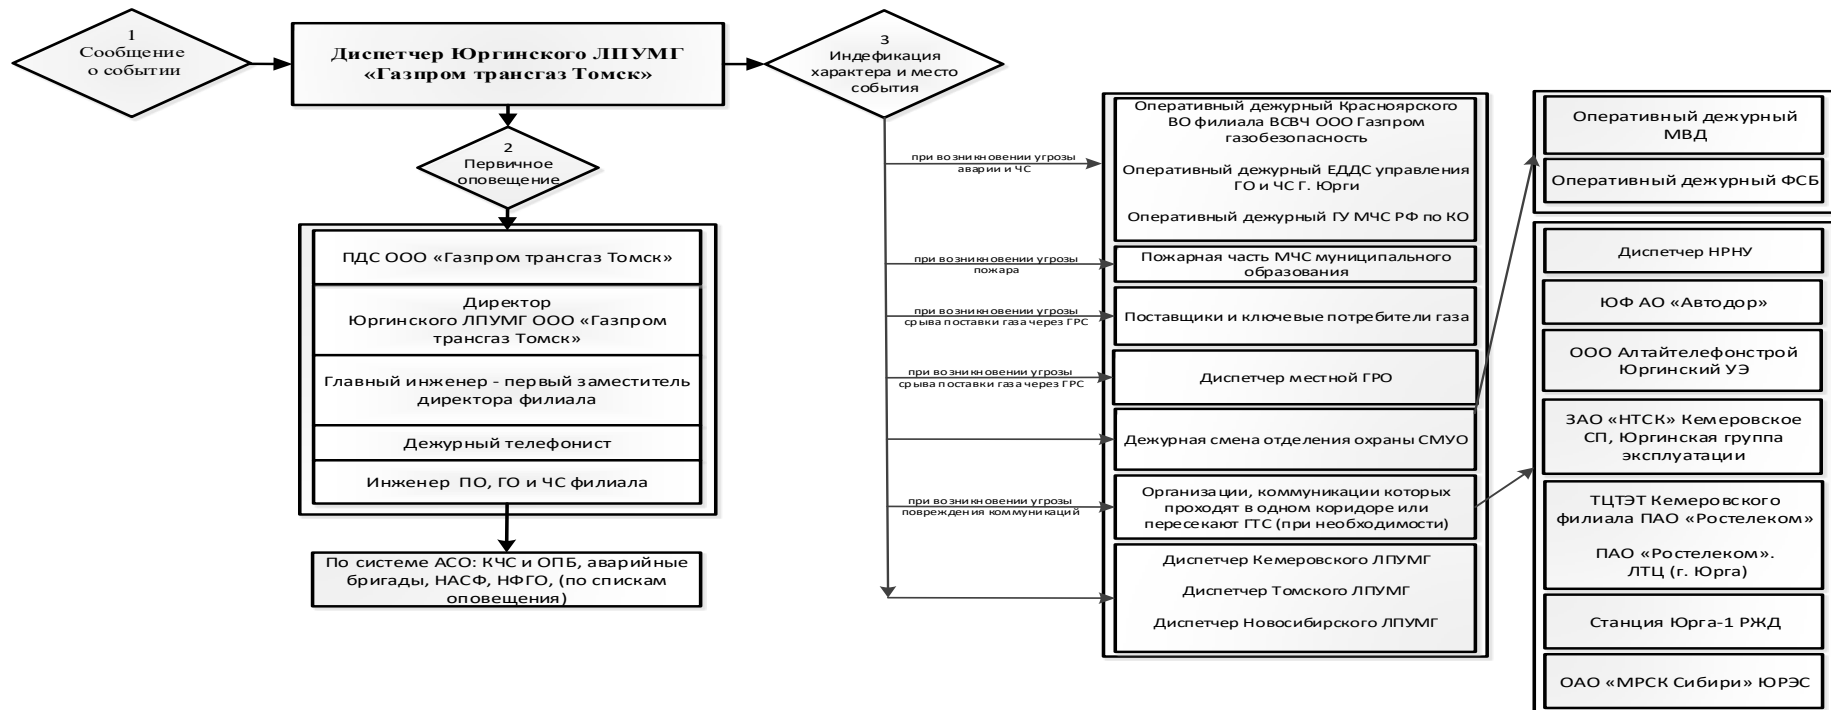 1
Сообщение
о событии
Диспетчер Юргинского ЛПУМГ
«Газпром трансгаз Томск»
3
Индефикация
характера и место
события
2
Первичное
оповещение
ПДС ООО «Газпром трансгаз Томск»
Директор
Юргинского ЛПУМГ ООО «Газпром
трансгаз Томск»
Главный инженер - первый заместитель
директора филиала
Дежурный телефонист
Инженер ПО, ГО и ЧС филиала
По системе АСО: КЧС и ОПБ, аварийные
бригады, НАСФ, НФГО, (по спискам
оповещения)
при возникновении угрозы
аварии и ЧС
Оперативный дежурный Красноярского
ВО филиала ВСВЧ ООО Газпром
газобезопасность
Оперативный дежурный ЕДДС управления
ГО и ЧС Г. Юрги
Оперативный дежурный ГУ МЧС РФ по КО
при возникновении угрозы
пожара
Пожарная часть МЧС муниципального
образования
при возникновении угрозы
срыва поставки газа через ГРС
Поставщики и ключевые потребители газа
при возникновении угрозы
срыва поставки газа через ГРС
Диспетчер местной ГРО
Дежурная смена отделения охраны СМУО
при возникновении угрозы
повреждения коммуникаций
Организации, коммуникации которых
проходят в одном коридоре или
пересекают ГТС (при необходимости)
Диспетчер Кемеровского ЛПУМГ
Диспетчер Томского ЛПУМГ
Диспетчер Новосибирского ЛПУМГ
Оперативный дежурный
МВД
Оперативный дежурный ФСБ
Диспетчер НРНУ
ЮФ АО «Автодор»
ООО Алтайтелефонстрой
Юргинский УЭ
ЗАО «НТСК» Кемеровское
СП, Юргинская группа
эксплуатации
ТЦТЭТ Кемеровского
филиала ПАО «Ростелеком»
ПАО «Ростелеком».
ЛТЦ (г. Юрга)
Станция Юрга-1 РЖД
ОАО «МРСК Сибири» ЮРЭС